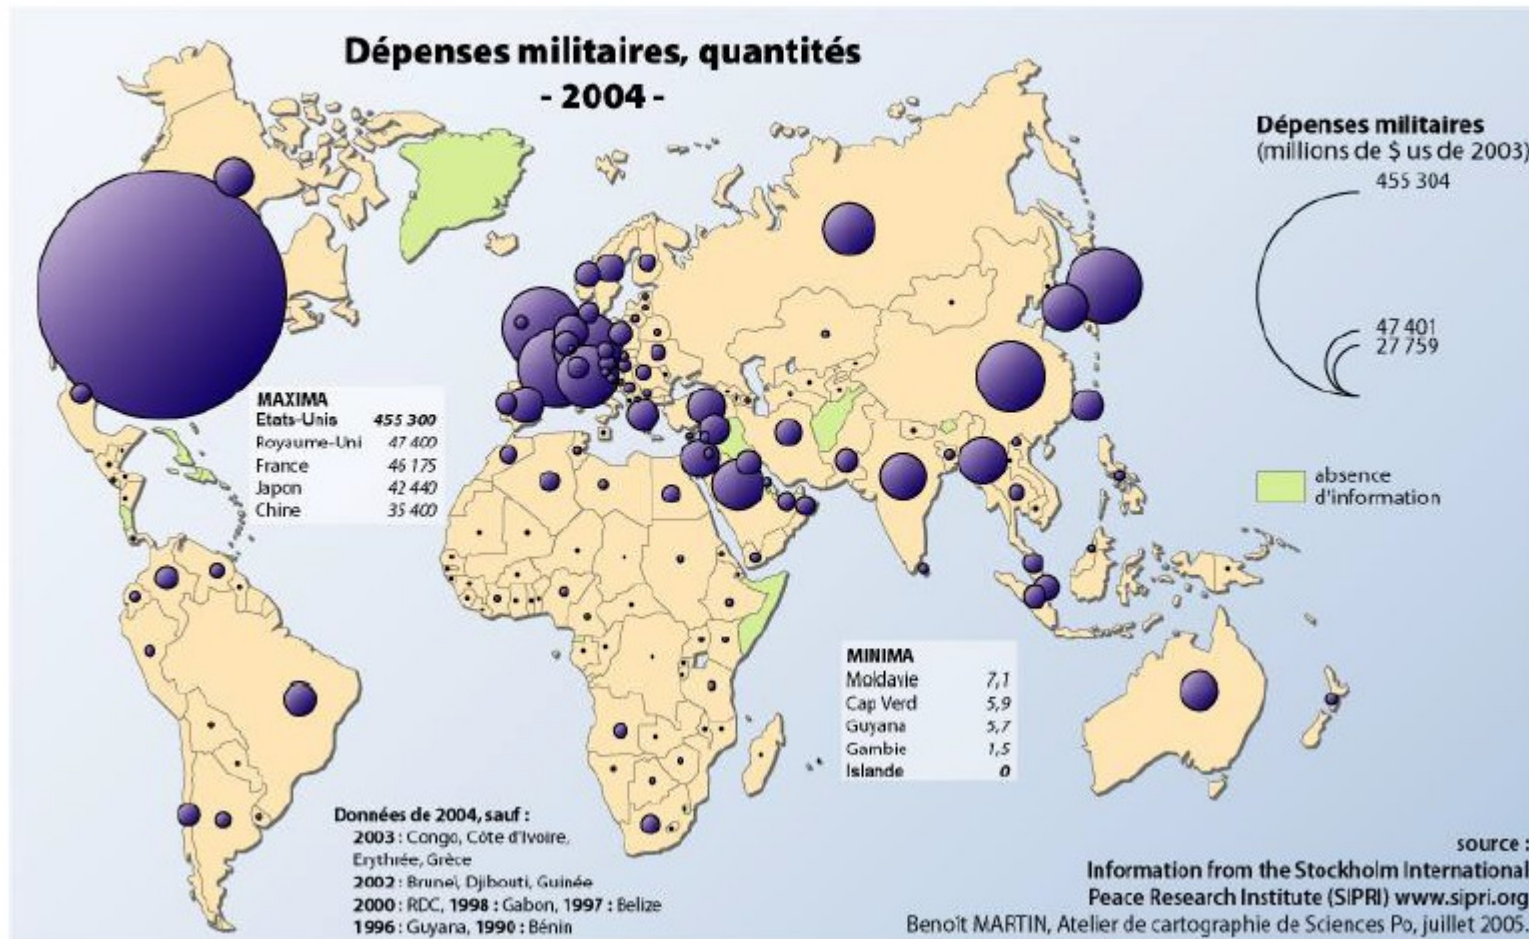 Dépenses militaires, quantités
- 2004 -
Dépenses militaires
(millions de $ us de 2003)
455 304
47 401
27 759
absence
d'information
MAXIMA
Etats-Unis 455 300
Royaume-Uni 47 400
France 46 175
Japon 42 440
Chine 35 400
MINIMA
Moldavie 7,1
Cap Verd 5,9
Guyana 5,7
Gambie 1,5
Islande 0
Données de 2004, sauf :
2003 : Congo, Côte d'Ivoire,
Erythrée, Grèce
2002 : Brunei, Djibouti, Guinée
2000 : RDC, 1998 : Gabon, 1997 : Belize
1996 : Guyana, 1990 : Bénin
source :
Information from the Stockholm International
Peace Research Institute (SIPRI) www.sipri.org
Benoît MARTIN, Atelier de cartographie de Sciences Po, juillet 2005.